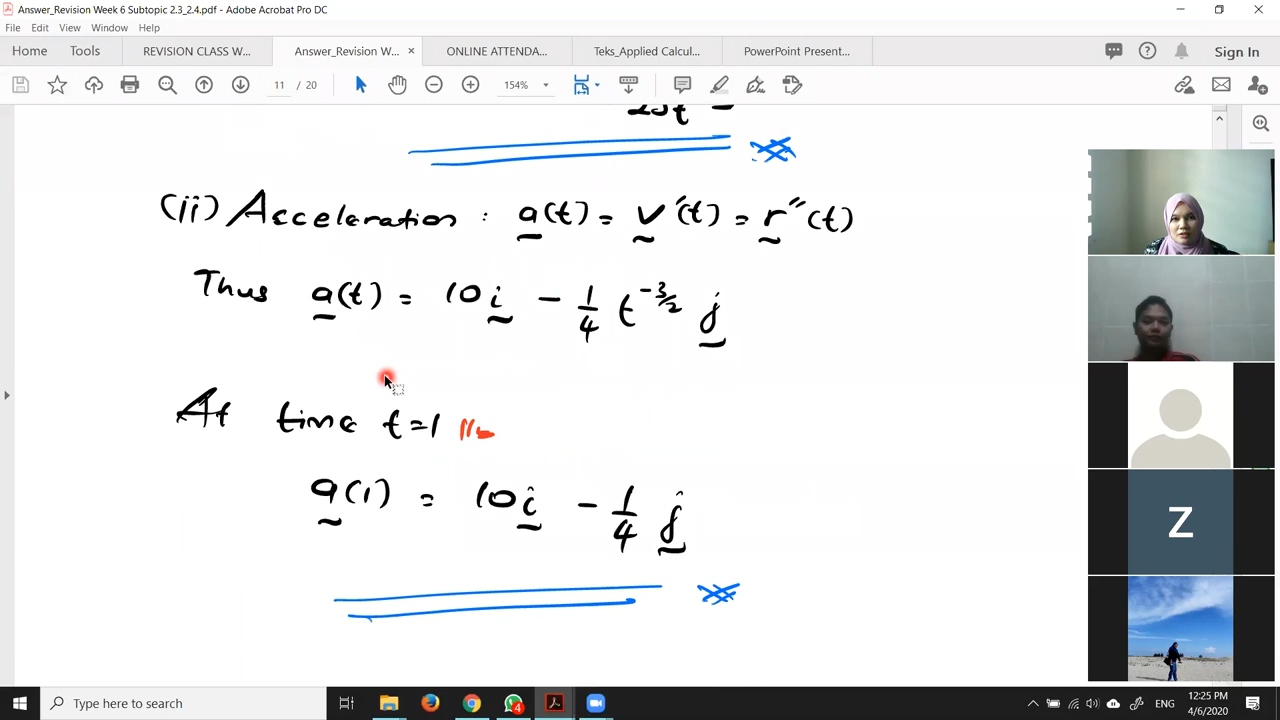 Answer_Revision Week 6 Subtopic 2.3_2.4.pdf - Adobe Acrobat Pro DC
File Edit View Window Help
Home Tools REVISION CLASS W... Answer_Revision W... × ONLINE ATTENDA... Teks_Applied Calcul... PowerPoint Present... Sign In
11 / 20 154%
(ii) Acceleration : a(t) = v'(t) = r''(t)
Thus a(t) = 10i - 1/4 t^-3/2 j
At time t=1
a(1) = 10i - 1/4 j
Z
Type here to search
4
ENG
12:25 PM
4/6/2020
3